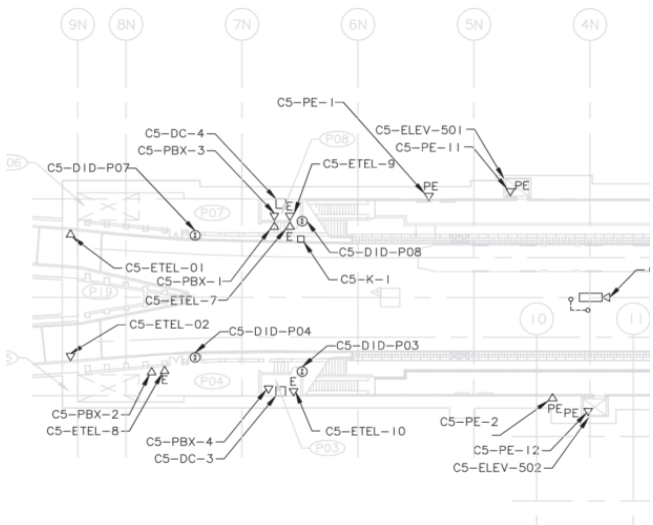 9N 8N 7N 6N 5N 4N
C5-PE-1
C5-DC-4
P08
C5-ELEV-501
C5-PBX-3
C5-PE-11
06
C5-DID-P07
C5-ETEL-9
PE
PE
E
P07
E
C5-DID-P08
C5-ETEL-01
C5-PBX-1
C5-K-1
P19
C5-ETEL-7
C5-ETEL-02
C5-DID-P04
C5-DID-P03
10
11
E
P04
E
C5-PBX-2
C5-PE-2
PE
PE
C5-ETEL-8
C5-PBX-4
C5-ETEL-10
P03
C5-PE-12
C5-DC-3
C5-ELEV-502